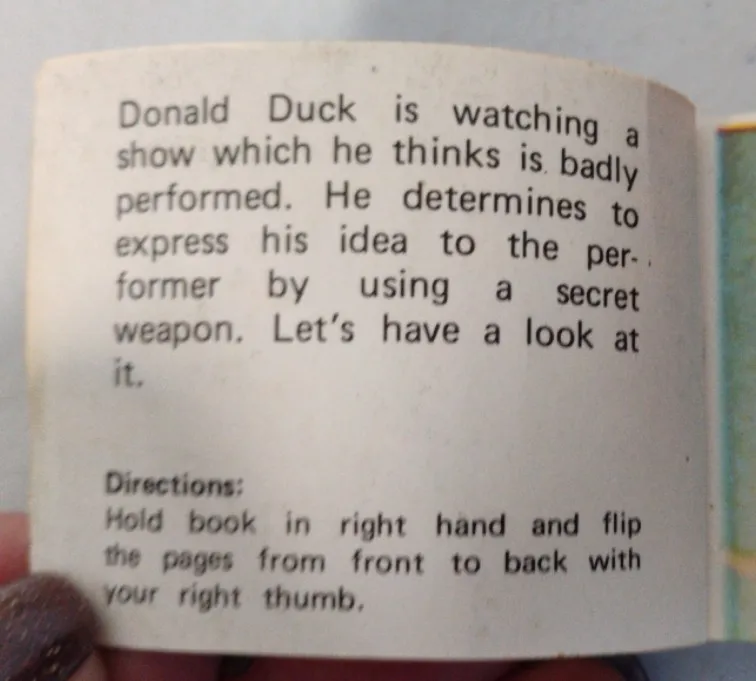 Donald Duck is watching a
show which he thinks is badly
performed. He determines to
express his idea to the per-
former by using a secret
weapon. Let's have a look at
it.
Directions:
Hold book in right hand and flip
the pages from front to back with
your right thumb.